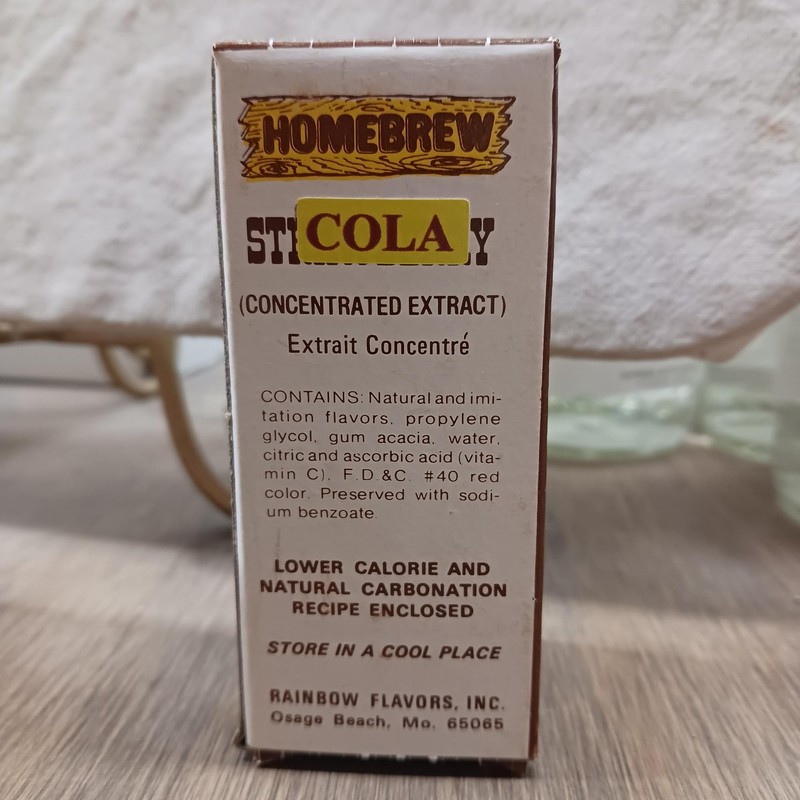 HOMEBREW
COLA
(CONCENTRATED EXTRACT)
Extrait Concentré
CONTAINS: Natural and imi-
tation flavors, propylene
glycol, gum acacia, water,
citric and ascorbic acid (vita-
min C), F.D.&C. #40 red
color. Preserved with sodi-
um benzoate.
LOWER CALORIE AND
NATURAL CARBONATION
RECIPE ENCLOSED
STORE IN A COOL PLACE
RAINBOW FLAVORS, INC.
Osage Beach, Mo. 65065